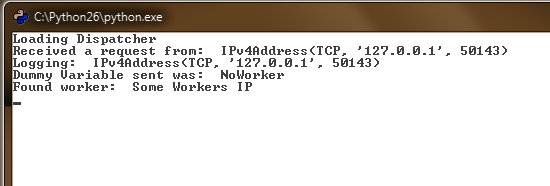 C:\Python26\python.exe
Loading Dispatcher
Received a request from:  IPv4Address(TCP, '127.0.0.1', 50143)
Logging:  IPv4Address(TCP, '127.0.0.1', 50143)
Dummy Variable sent was:  NoWorker
Found worker:  Some Workers IP